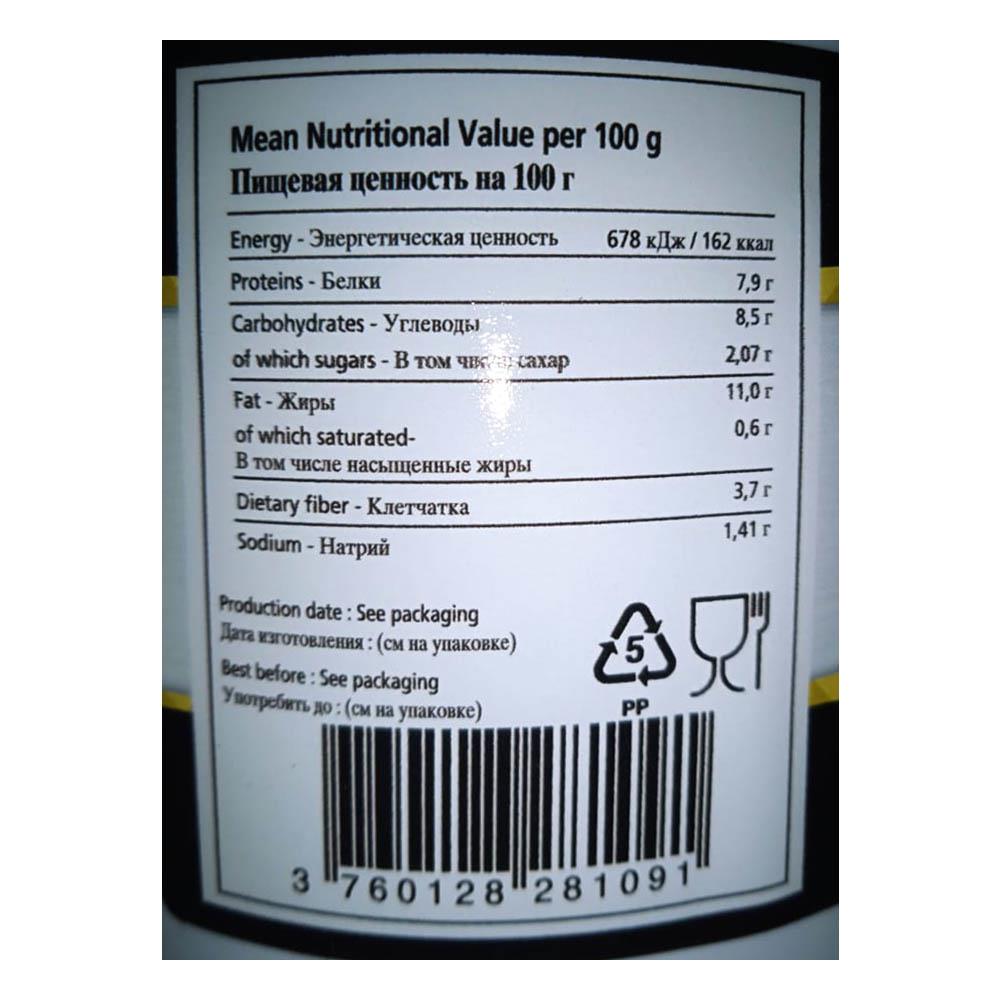 Mean Nutritional Value per 100 g
Пищевая ценность на 100 г
Energy - Энергетическая ценность 678 кДж / 162 ккал
Proteins - Белки 7,9 г
Carbohydrates - Углеводы 8,5 г
of which sugars - В том числе сахар 2,07 г
Fat - Жиры 11,0 г
of which saturated- 0,6 г
В том числе насыщенные жиры
Dietary fiber - Клетчатка 3,7 г
Sodium - Натрий 1,41 г
Production date : See packaging
Дата изготовления : (см на упаковке)
Best before : See packaging
Употребить до : (см на упаковке)
5
PP
3 760128 281091